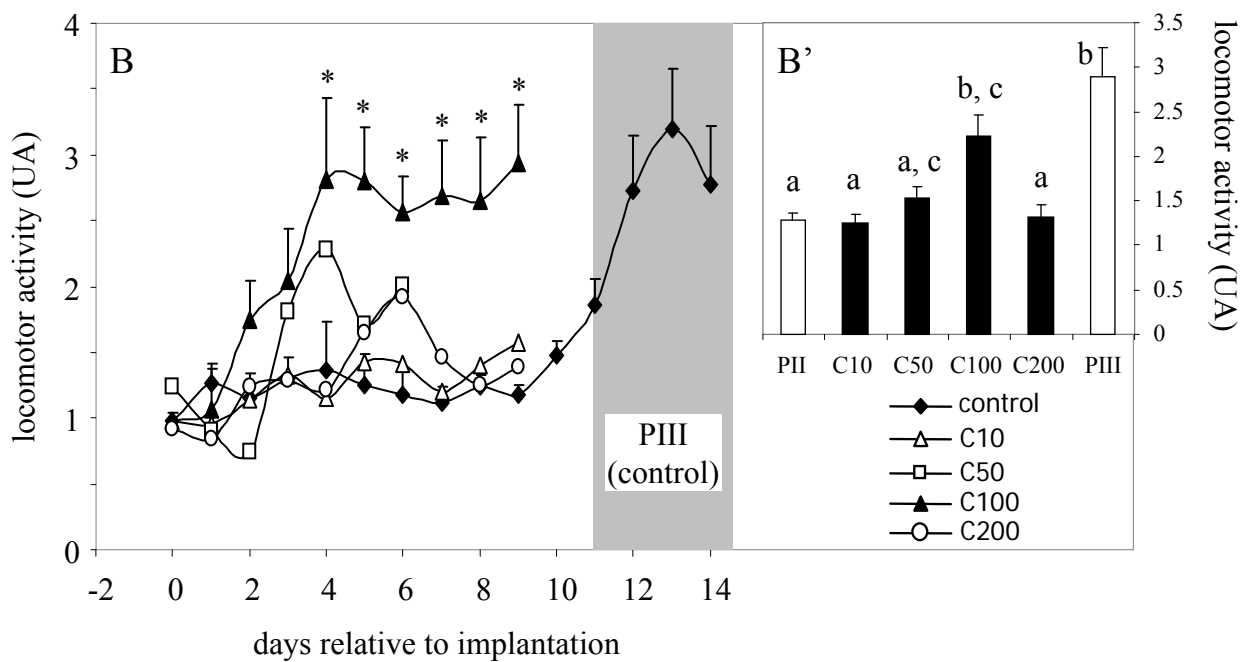 B
locomotor activity (UA)
4
3
2
1
0
* * * * * *
PIII
(control)
-2 0 2 4 6 8 10 12 14
days relative to implantation
B’
a a a, c b, c a b
3.5
3
2.5
2
1.5
1
0.5
0
locomotor activity (UA)
PII C10 C50 C100 C200 PIII
control
C10
C50
C100
C200